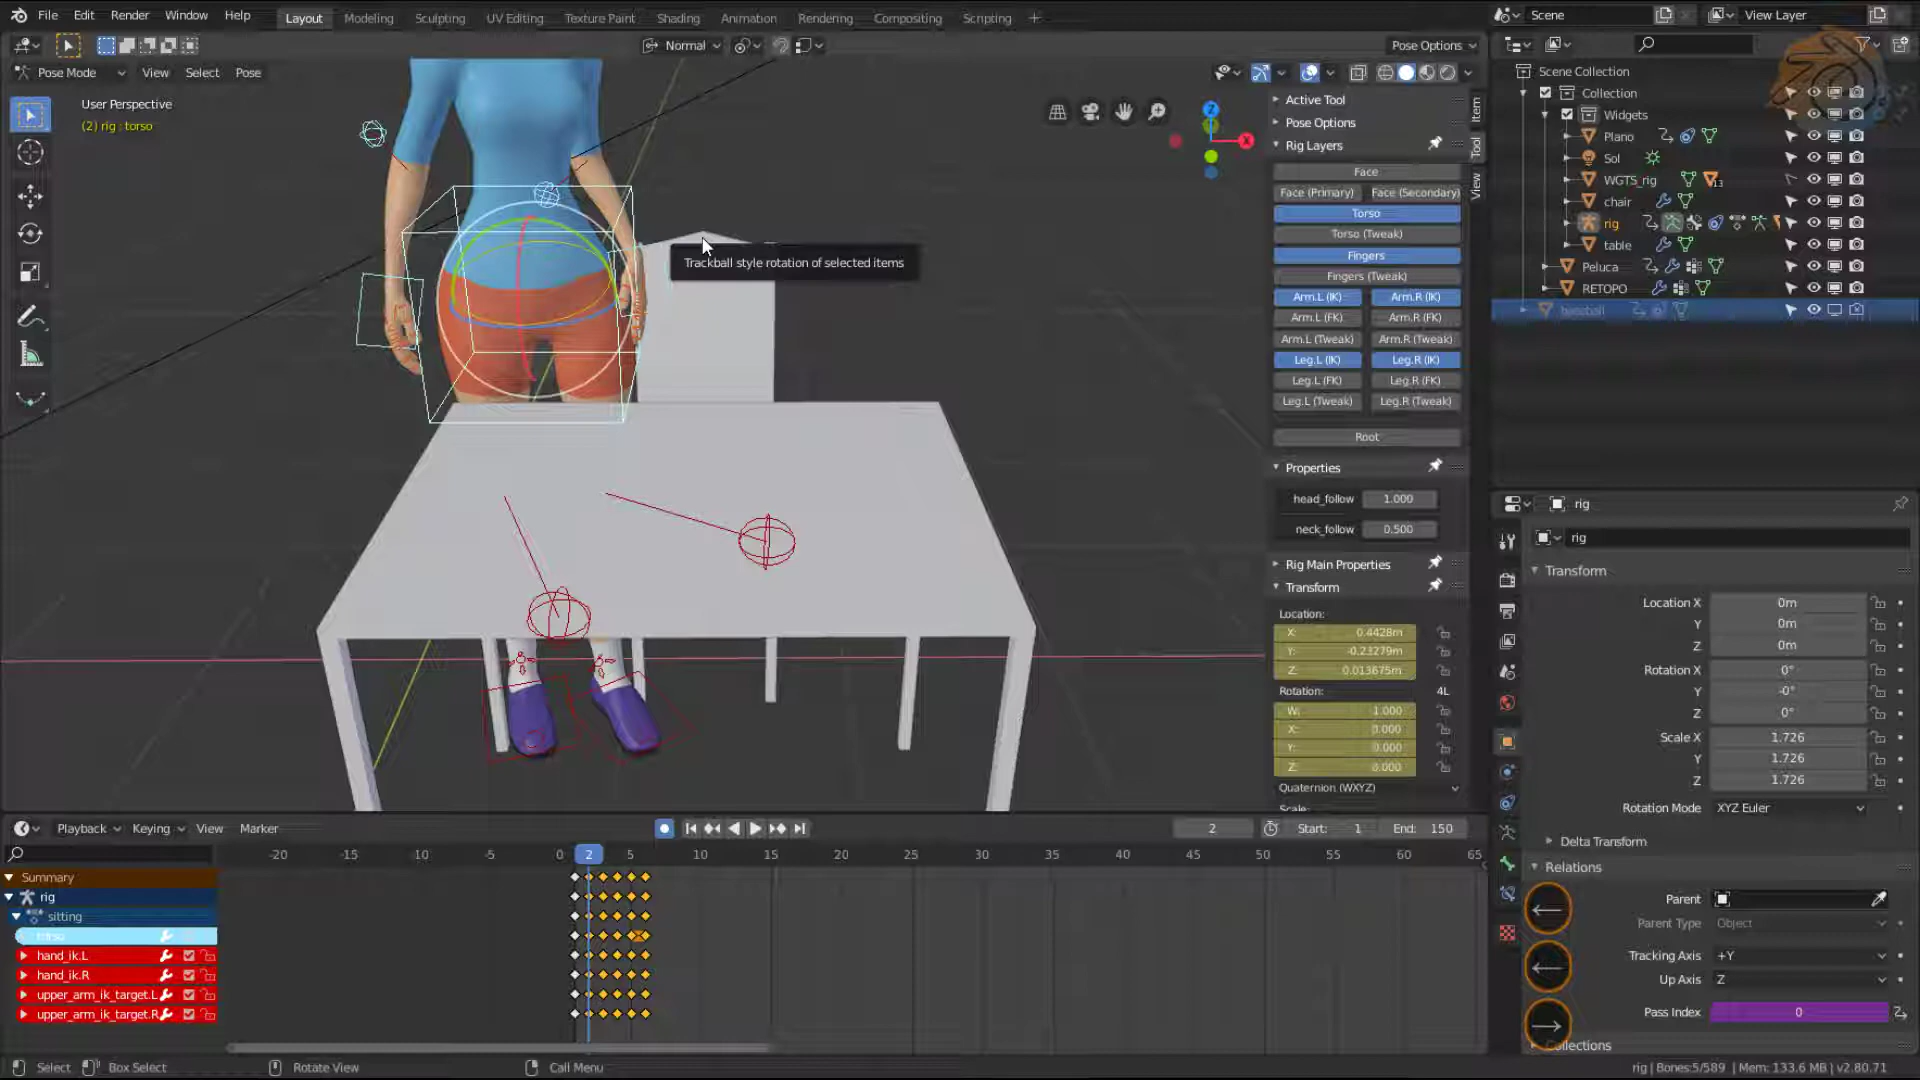 File Edit Render Window Help
Layout Modeling Sculpting UV Editing Texture Paint Shading Animation Rendering Compositing Scripting +
Scene
View Layer
Normal
Pose Options
Pose Mode View Select Pose
User Perspective
(2) rig : torso
Trackball style rotation of selected items
Z
X
Item
Tool
View
Active Tool
Pose Options
Rig Layers
Face
Face (Primary) Face (Secondary)
Torso
Torso (Tweak)
Fingers
Fingers (Tweak)
Arm.L (IK) Arm.R (IK)
Arm.L (FK) Arm.R (FK)
Arm.L (Tweak) Arm.R (Tweak)
Leg.L (IK) Leg.R (IK)
Leg.L (FK) Leg.R (FK)
Leg.L (Tweak) Leg.R (Tweak)
Root
Properties
head_follow 1.000
neck_follow 0.500
Rig Main Properties
Transform
Location:
X: 0.4428m
Y: -0.23279m
Z: 0.013675m
Rotation: 4L
W: 1.000
X: 0.000
Y: 0.000
Z: 0.000
Quaternion (WXYZ)
Scale:
Scene Collection
Collection
Widgets
Plano
Sol
WGTS_rig 13
chair
rig
table
Peluca
RETOPO
baseball
rig
rig
Transform
Location X 0m
Y 0m
Z 0m
Rotation X 0°
Y -0°
Z 0°
Scale X 1.726
Y 1.726
Z 1.726
Rotation Mode XYZ Euler
Delta Transform
Relations
Parent
Parent Type Object
Tracking Axis +Y
Up Axis Z
Pass Index 0
Collections
Playback Keying View Marker
2 Start: 1 End: 150
-20 -15 -10 -5 0 2 5 10 15 20 25 30 35 40 45 50 55 60 65
Summary
rig
sitting
torso
hand_ik.L
hand_ik.R
upper_arm_ik_target.L
upper_arm_ik_target.R
Select Box Select Rotate View Call Menu
rig | Bones:5/589 | Mem: 133.6 MB | v2.80.71